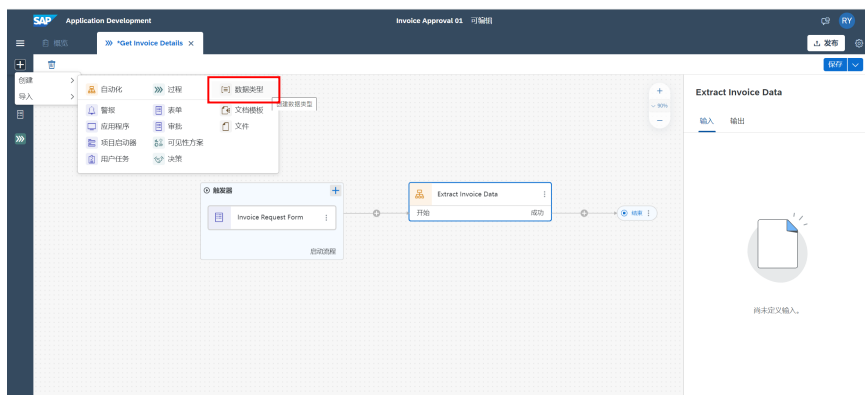 SAP Application Development Invoice Approval 01 可编辑 RY
概览 *Get Invoice Details × 发布
保存
创建 >
导入 >
自动化 过程 数据类型
警报 表单 文档模板
创建数据类型
应用程序 审批 文件
项目启动器 可见性方案
用户任务 决策
90%
Extract Invoice Data
输入 输出
触发器
Invoice Request Form
启动流程
Extract Invoice Data
开始 成功
结束
尚未定义输入。